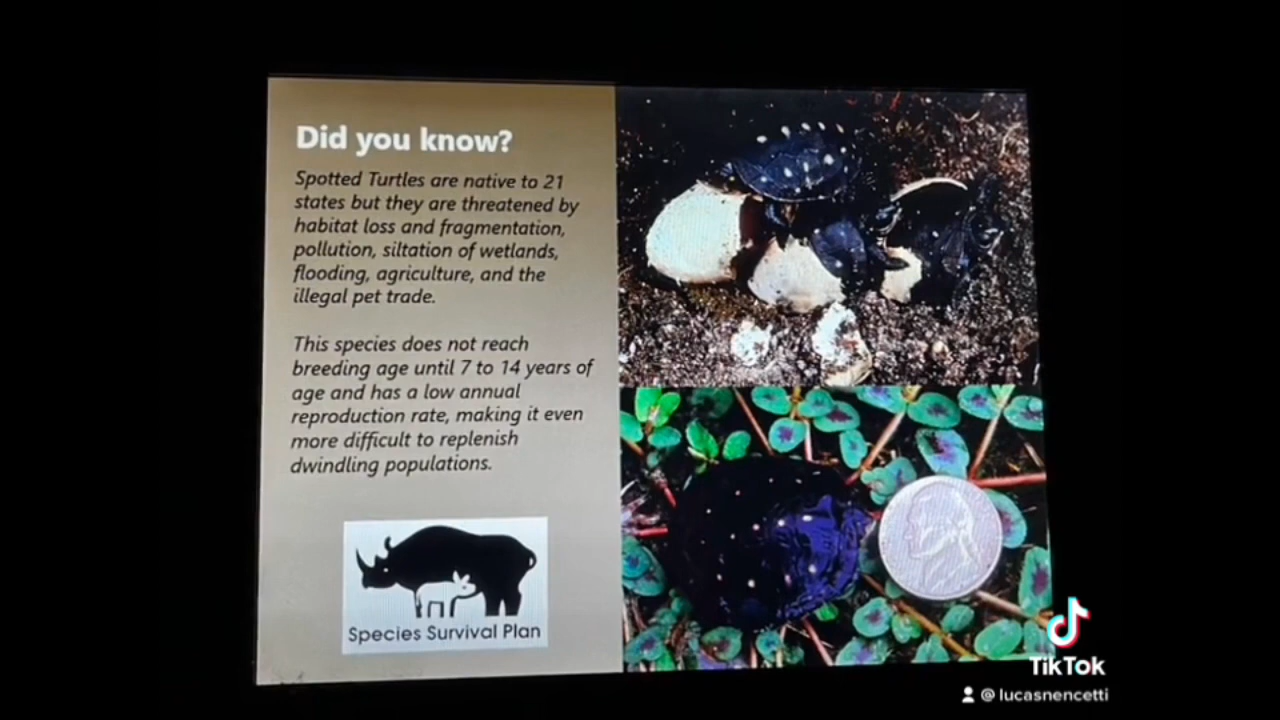 Did you know?
Spotted Turtles are native to 21
states but they are threatened by
habitat loss and fragmentation,
pollution, siltation of wetlands,
flooding, agriculture, and the
illegal pet trade.
This species does not reach
breeding age until 7 to 14 years of
age and has a low annual
reproduction rate, making it even
more difficult to replenish
dwindling populations.
Species Survival Plan
TikTok
@lucasnencetti